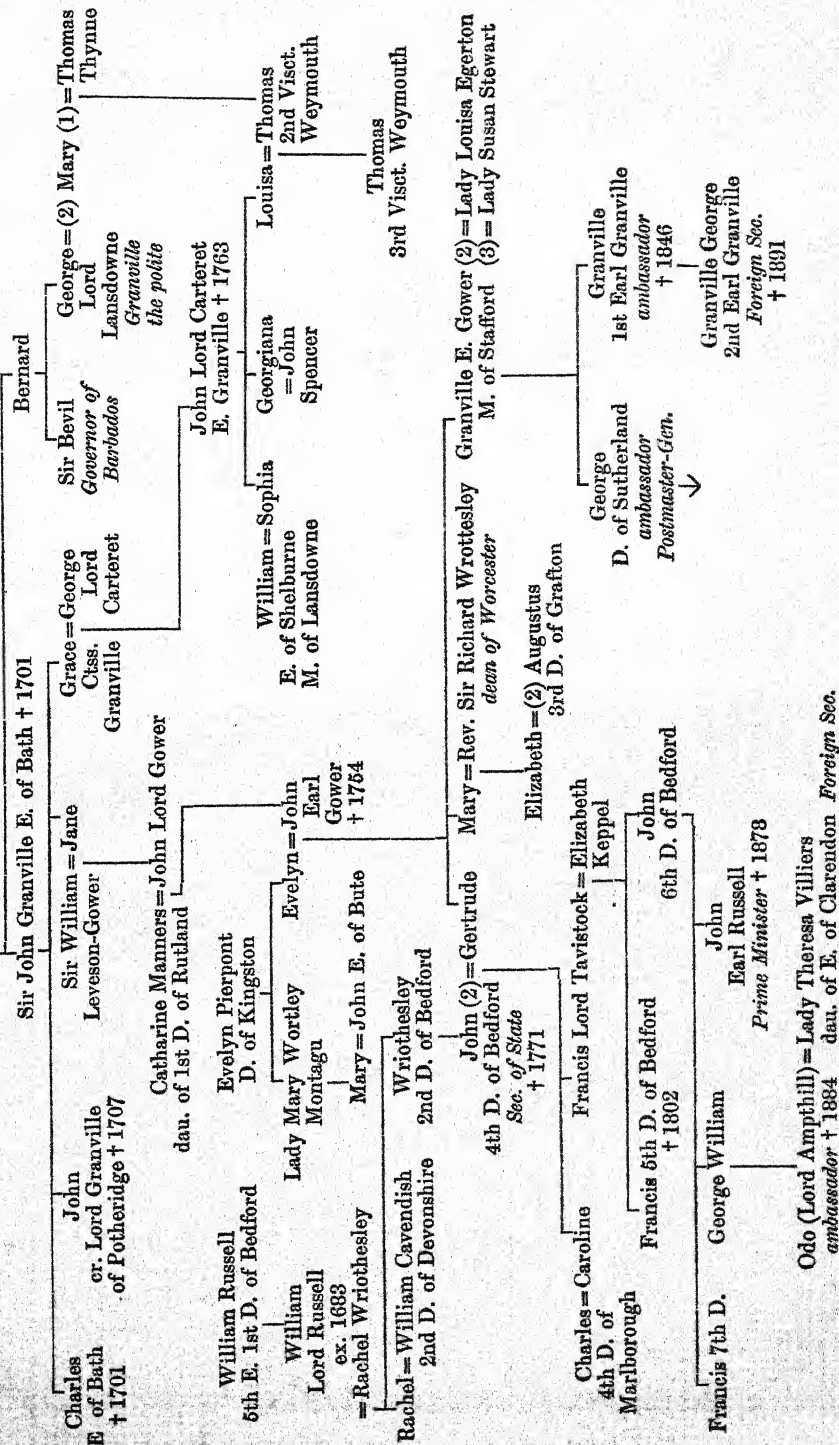 Sir John Granville E. of Bath † 1701
Bernard
Charles
E of Bath
† 1701
John
cr. Lord Granville
of Potheridge † 1707
Sir William = Jane
Leveson-Gower
Grace = George
Ctss. Lord
Granville Carteret
Sir Bevil
Governor of
Barbados
George = (2) Mary (1) = Thomas
Lord Thynne
Lansdowne
Granville
the polite
Catharine Manners = John Lord Gower
dau. of 1st D. of Rutland
John Lord Carteret
E. Granville † 1763
William Russell
5th E. 1st D. of Bedford
Evelyn Pierpont
D. of Kingston
William = Sophia
E. of Shelburne
M. of Lansdowne
Georgiana
= John
Spencer
Louisa = Thomas
2nd Visct.
Weymouth
William
Lord Russell
ex. 1683
= Rachel Wriothesley
Lady Mary Wortley
Montagu
Evelyn = John
Earl
Gower
† 1754
Thomas
3rd Visct. Weymouth
Mary = John E. of Bute
Rachel = William Cavendish
2nd D. of Devonshire
Wriothesley
2nd D. of Bedford
John (2) = Gertrude
4th D. of Bedford
Sec. of State
† 1771
Mary = Rev. Sir Richard Wrottesley
dean of Worcester
Granville E. Gower (2) = Lady Louisa Egerton
M. of Stafford (3) = Lady Susan Stewart
Elizabeth = (2) Augustus
3rd D. of Grafton
Charles = Caroline
4th D. of
Marlborough
Francis Lord Tavistock = Elizabeth
Keppel
George
D. of Sutherland
ambassador
Postmaster-Gen.
Granville
1st Earl Granville
ambassador
† 1846
Francis 5th D. of Bedford
† 1802
John
6th D. of Bedford
Granville George
2nd Earl Granville
Foreign Sec.
† 1891
Francis 7th D.
George William
John
Earl Russell
Prime Minister † 1878
Odo (Lord Ampthill) = Lady Theresa Villiers
ambassador † 1884 dau. of E. of Clarendon Foreign Sec.